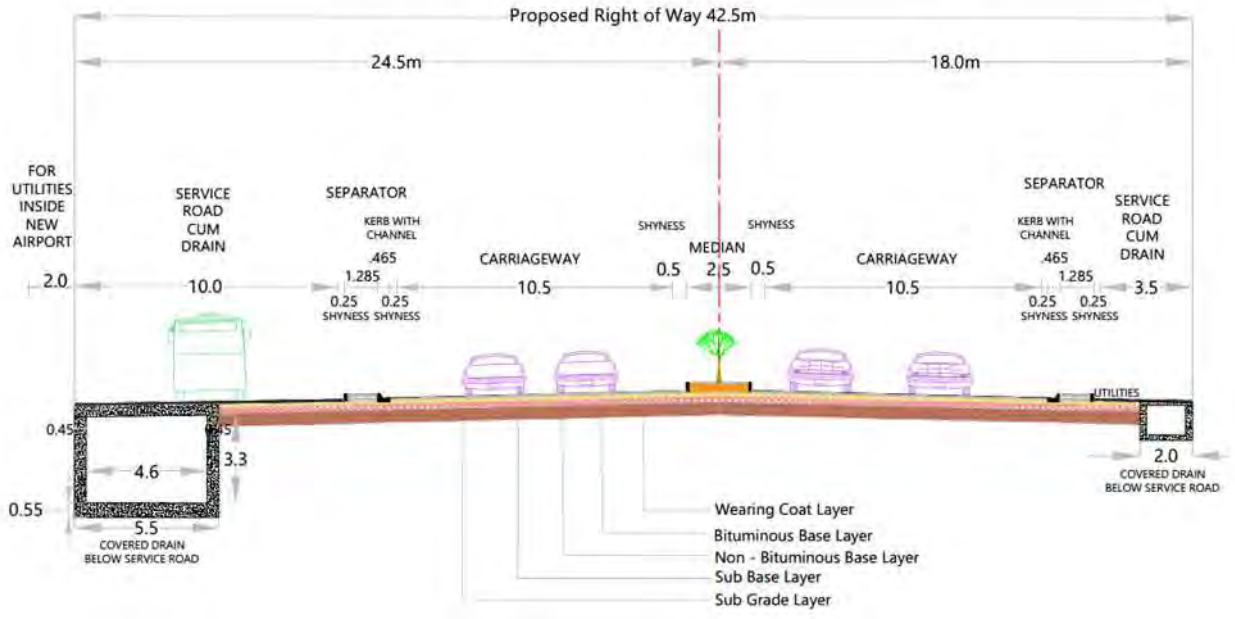 Proposed Right of Way 42.5m
24.5m
18.0m
FOR
UTILITIES
INSIDE
NEW
AIRPORT
2.0
SERVICE
ROAD
CUM
DRAIN
10.0
SEPARATOR
KERB WITH
CHANNEL
.465
1.285
0.25
0.25
SHYNESS
SHYNESS
CARRIAGEWAY
10.5
SHYNESS
0.5
MEDIAN
2.5
SHYNESS
0.5
CARRIAGEWAY
10.5
SEPARATOR
KERB WITH
CHANNEL
.465
1.285
0.25
0.25
SHYNESS
SHYNESS
SERVICE
ROAD
CUM
DRAIN
3.5
UTILITIES
0.45
0.45
4.6
3.3
0.55
5.5
COVERED DRAIN
BELOW SERVICE ROAD
2.0
COVERED DRAIN
BELOW SERVICE ROAD
Wearing Coat Layer
Bituminous Base Layer
Non - Bituminous Base Layer
Sub Base Layer
Sub Grade Layer